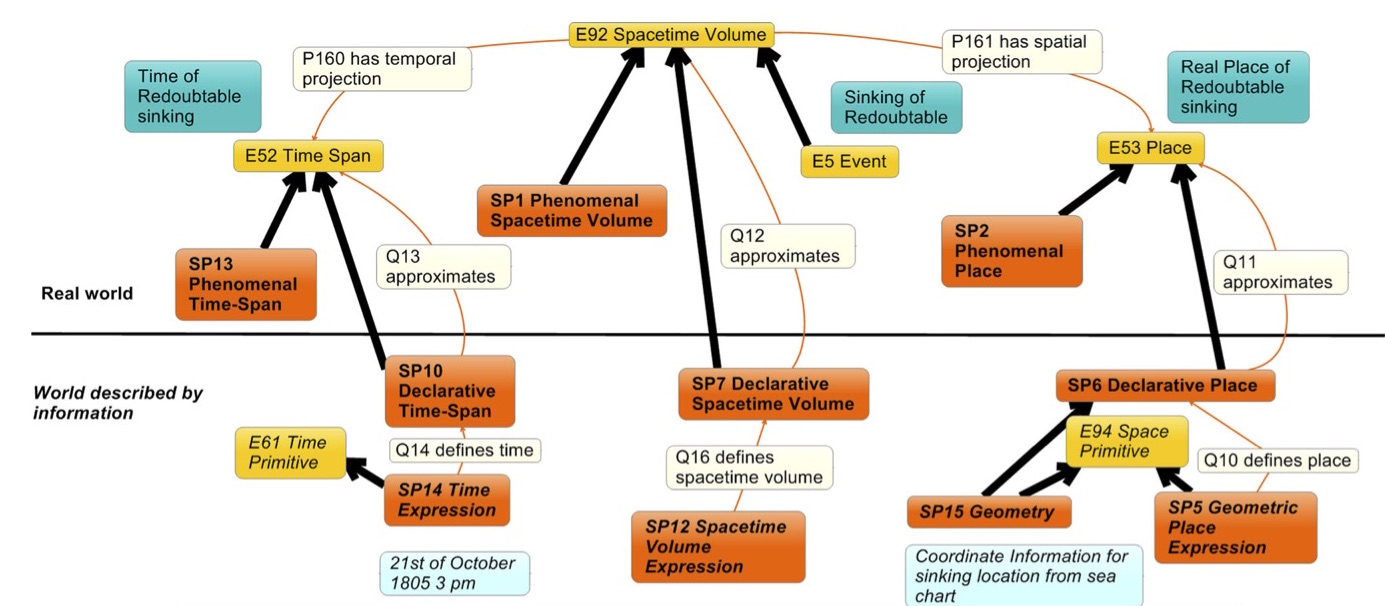 E92 Spacetime Volume
P160 has temporal
projection
P161 has spatial
projection
Time of
Redoubtable
sinking
Sinking of
Redoubtable
Real Place of
Redoubtable
sinking
E52 Time Span
E5 Event
E53 Place
SP1 Phenomenal
Spacetime Volume
SP2
Phenomenal
Place
Q12
approximates
Q13
approximates
Q11
approximates
SP13
Phenomenal
Time-Span
Real world
World described by
information
SP10
Declarative
Time-Span
SP7 Declarative
Spacetime Volume
SP6 Declarative Place
E61 Time
Primitive
Q14 defines time
E94 Space
Primitive
Q16 defines
spacetime volume
Q10 defines place
SP14 Time
Expression
SP12 Spacetime
Volume
Expression
SP15 Geometry
SP5 Geometric
Place
Expression
21st of October
1805 3 pm
Coordinate Information for
sinking location from sea
chart